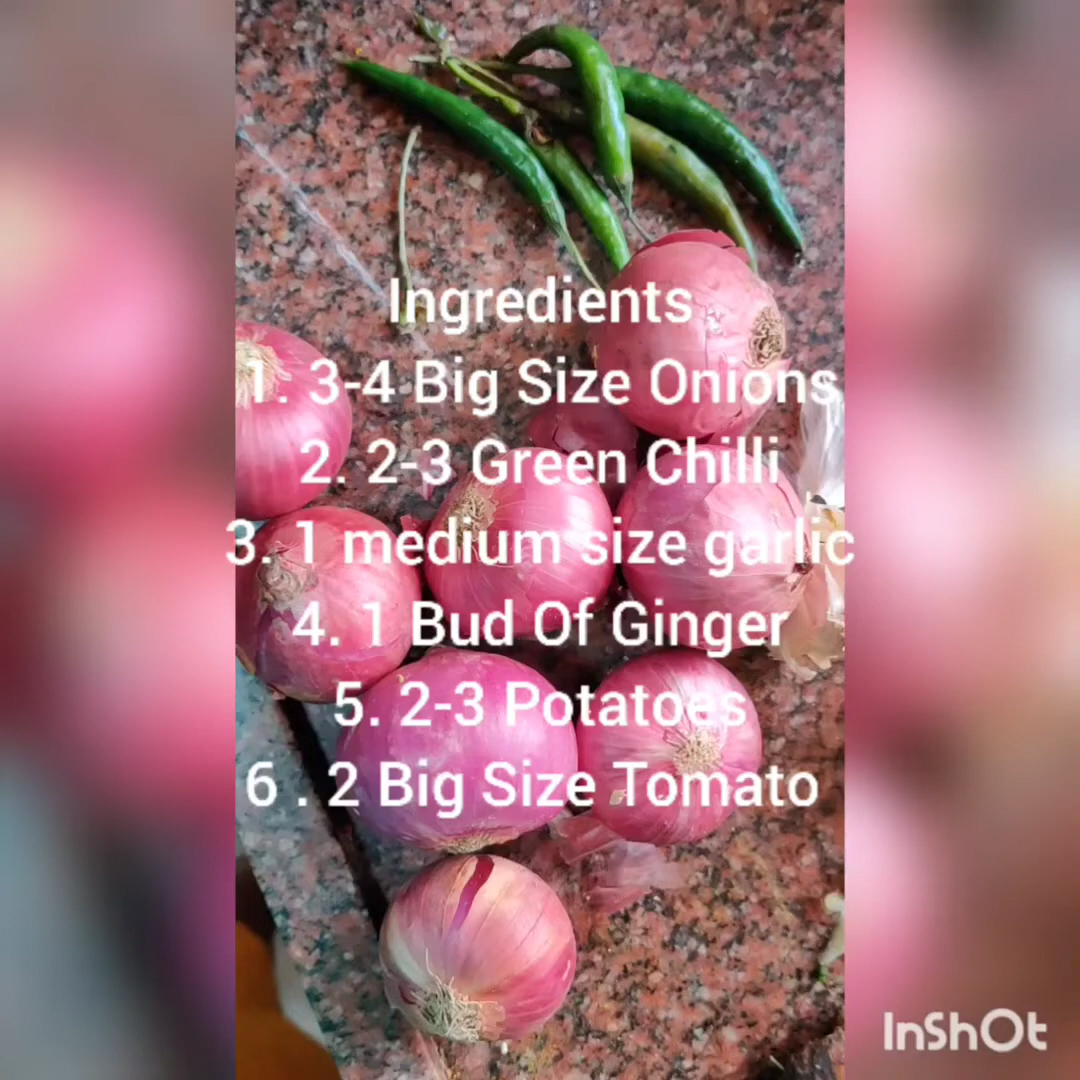 Ingredients
1. 3-4 Big Size Onions
2. 2-3 Green Chilli
3. 1 medium size garlic
4. 1 Bud Of Ginger
5. 2-3 Potatoes
6 . 2 Big Size Tomato
InShOt